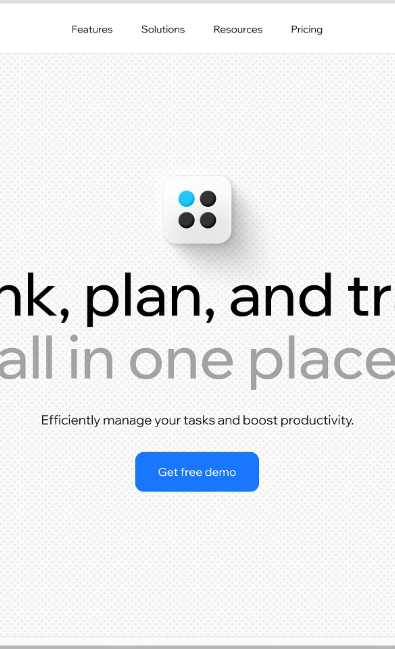 Features Solutions Resources Pricing
nk, plan, and tr
all in one place
Efficiently manage your tasks and boost productivity.
Get free demo